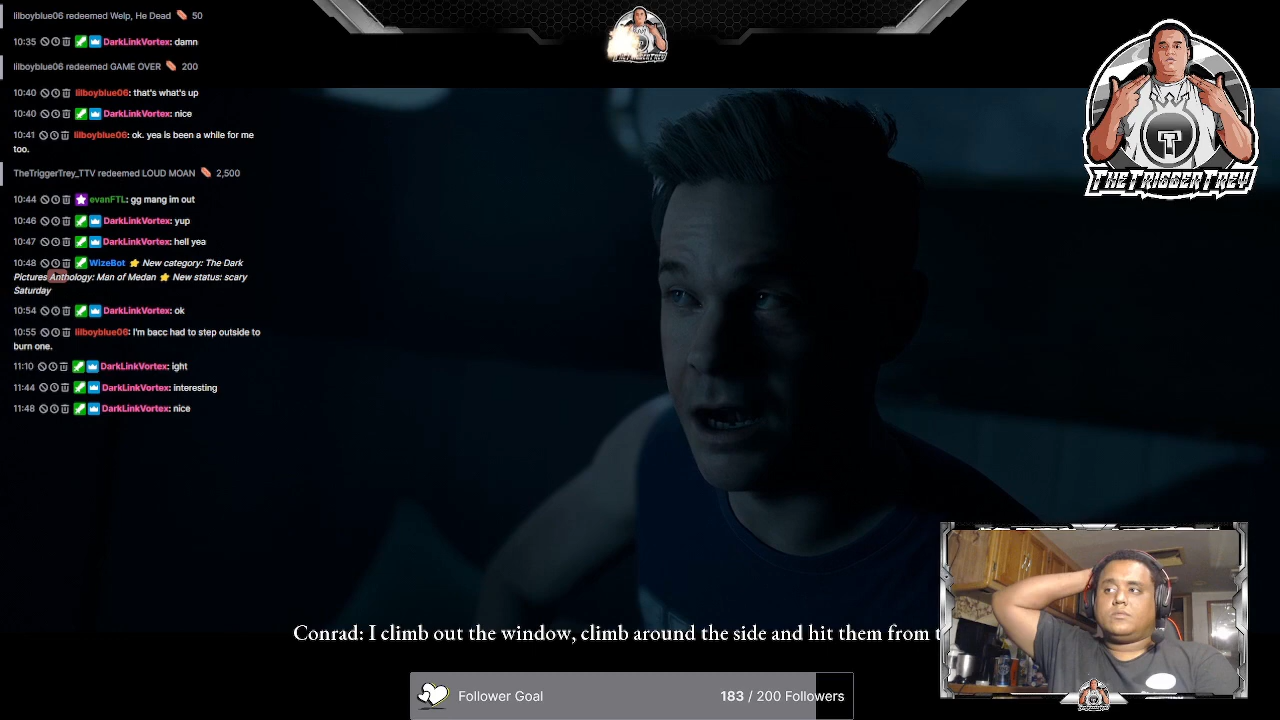 lilboyblue06 redeemed Welp, He Dead 50
10:35 DarkLinkVortex: damn
lilboyblue06 redeemed GAME OVER 200
10:40 lilboyblue06: that's what's up
10:40 DarkLinkVortex: nice
10:41 lilboyblue06: ok. yea is been a while for me
too.
TheTriggerTrey_TTV redeemed LOUD MOAN 2,500
10:44 evanFTL: gg mang im out
10:46 DarkLinkVortex: yup
10:47 DarkLinkVortex: hell yea
10:48 WizeBot New category: The Dark
Pictures Anthology: Man of Medan New status: scary
Saturday
10:54 DarkLinkVortex: ok
10:55 lilboyblue06: I'm bacc had to step outside to
burn one.
11:10 DarkLinkVortex: ight
11:44 DarkLinkVortex: interesting
11:48 DarkLinkVortex: nice
THETRIGGERTREY
T
THETRIGGERTREY
Conrad: I climb out the window, climb around the side and hit them from
Follower Goal 183 / 200 Followers